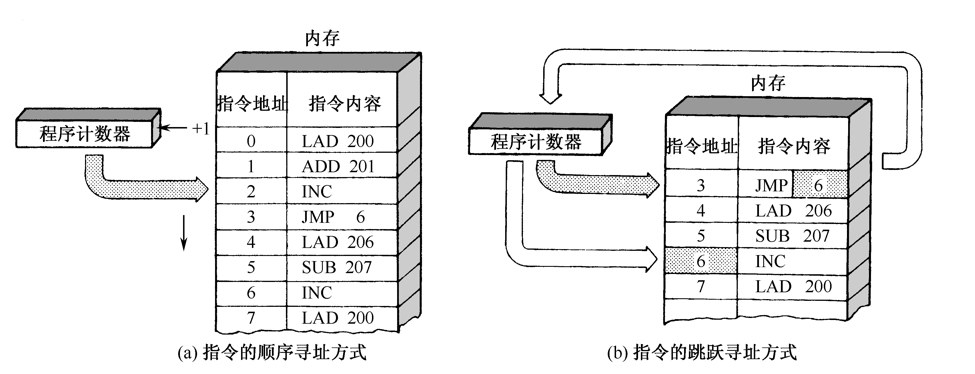 内存
程序计数器
+1
指令地址 指令内容
0 LAD 200
1 ADD 201
2 INC
3 JMP 6
4 LAD 206
5 SUB 207
6 INC
7 LAD 200
(a) 指令的顺序寻址方式
内存
程序计数器
指令地址 指令内容
3 JMP 6
4 LAD 206
5 SUB 207
6 INC
7 LAD 200
(b) 指令的跳跃寻址方式